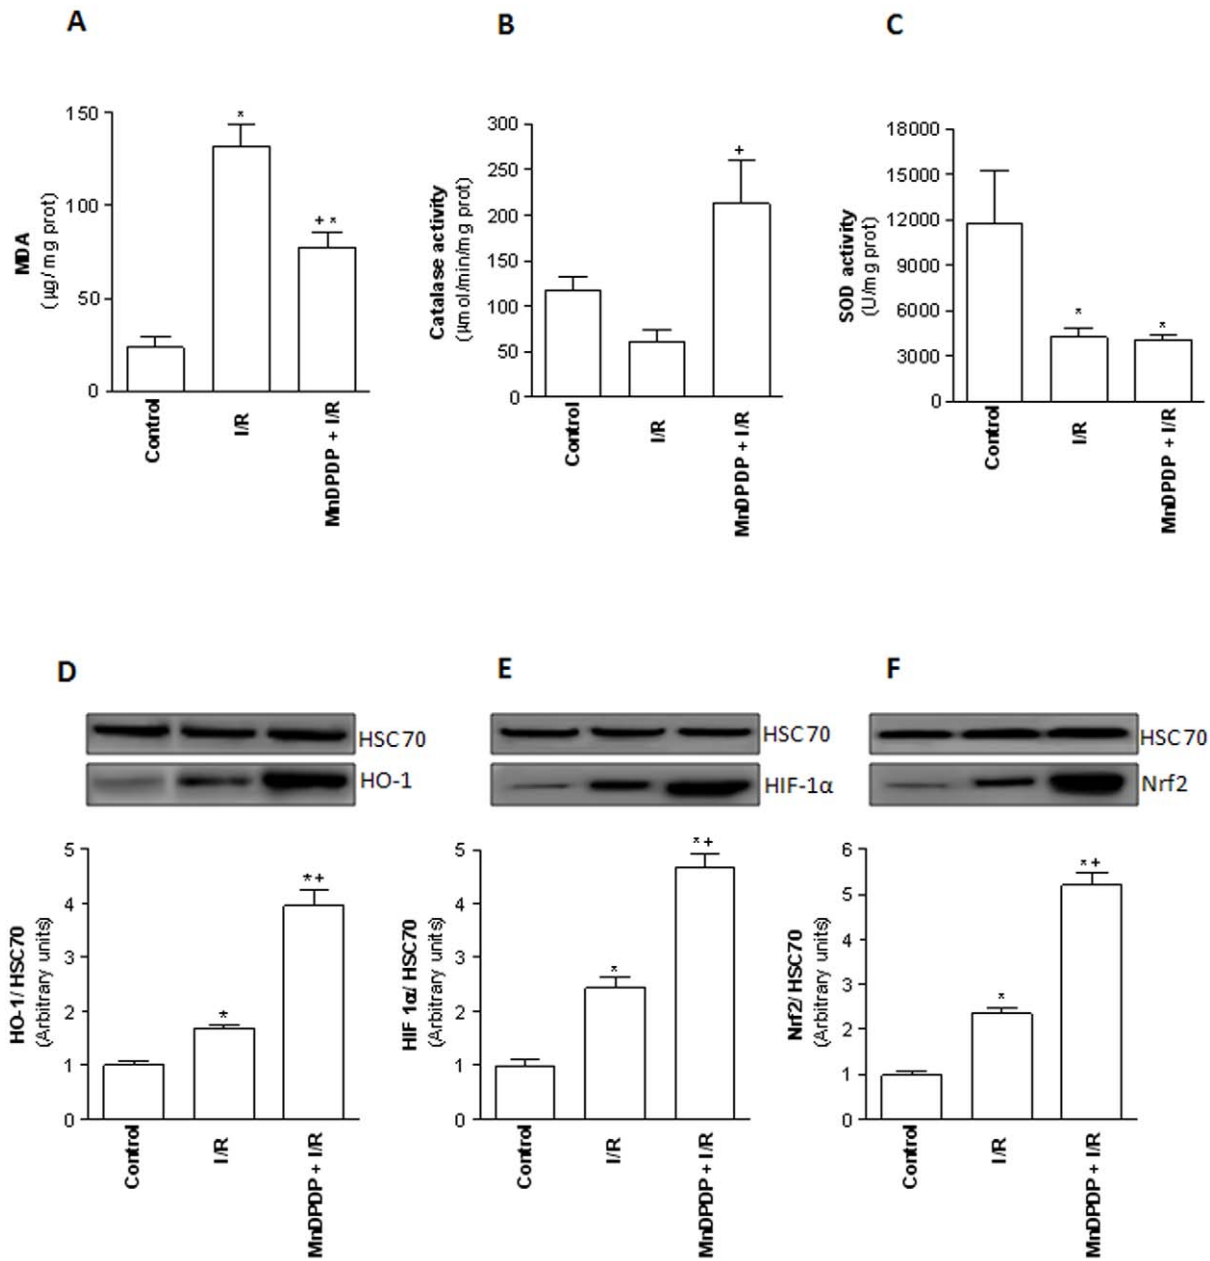 A
MDA
(µg/mg prot)
150
100
50
0
*
+ *
Control
I/R
MnDPDP + I/R
B
Catalase activity
(µmol/min/mg prot)
300
250
200
150
100
50
0
+
Control
I/R
MnDPDP + I/R
C
SOD activity
(U/mg prot)
18000
15000
12000
9000
6000
3000
0
*
*
Control
I/R
MnDPDP + I/R
D
HSC70
HO-1
HO-1/ HSC70
(Arbitrary units)
5
4
3
2
1
0
*
*+
Control
I/R
MnDPDP + I/R
E
HSC70
HIF-1α
HIF 1α/ HSC70
(Arbitrary units)
5
4
3
2
1
0
*
*+
Control
I/R
MnDPDP + I/R
F
HSC70
Nrf2
Nrf2/ HSC70
(Arbitrary units)
6
5
4
3
2
1
0
*
*+
Control
I/R
MnDPDP + I/R